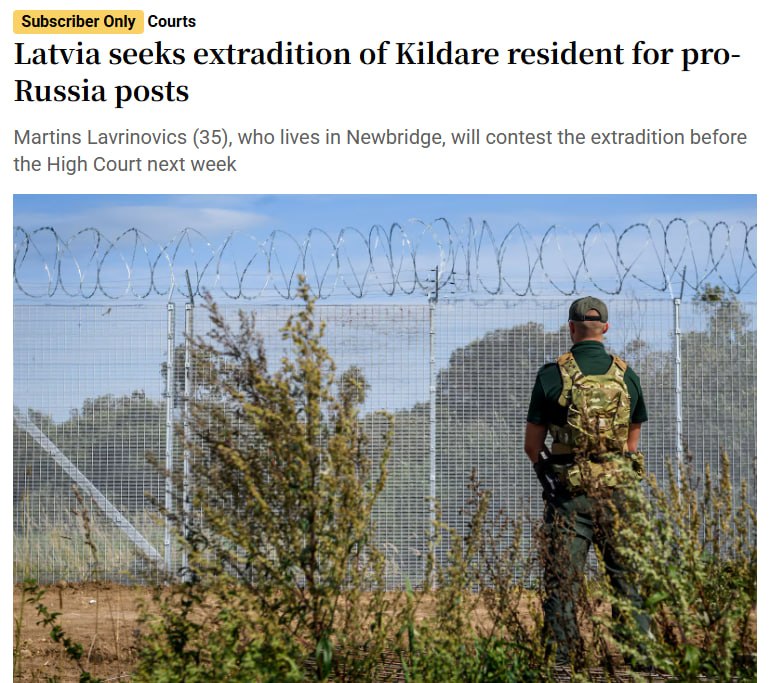 Subscriber Only Courts
Latvia seeks extradition of Kildare resident for pro-
Russia posts
Martins Lavrinovics (35), who lives in Newbridge, will contest the extradition before
the High Court next week